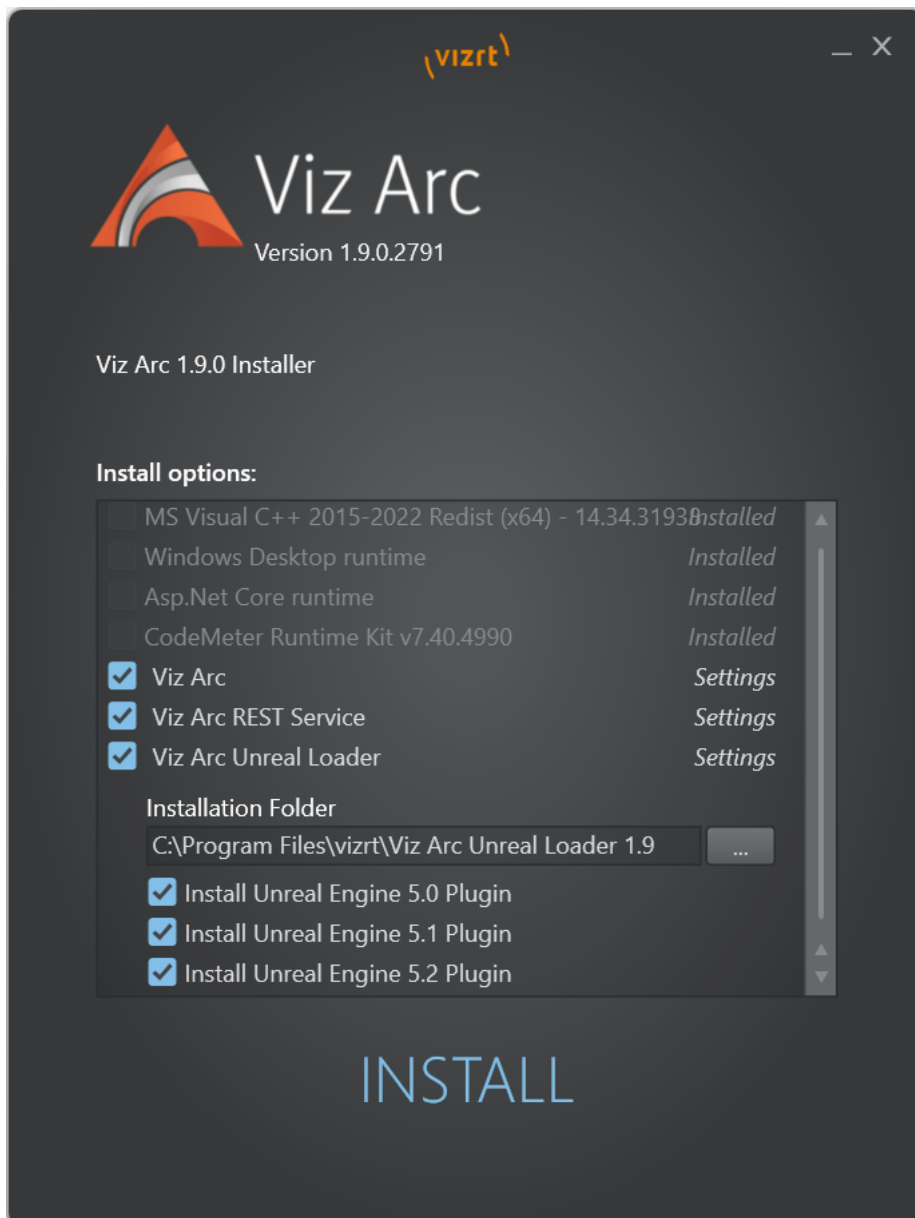 vizrt
Viz Arc
Version 1.9.0.2791
Viz Arc 1.9.0 Installer
Install options:
MS Visual C++ 2015-2022 Redist (x64) - 14.34.31938 Installed
Windows Desktop runtime Installed
Asp.Net Core runtime Installed
CodeMeter Runtime Kit v7.40.4990 Installed
Viz Arc Settings
Viz Arc REST Service Settings
Viz Arc Unreal Loader Settings
Installation Folder
C:\Program Files\vizrt\Viz Arc Unreal Loader 1.9 ...
Install Unreal Engine 5.0 Plugin
Install Unreal Engine 5.1 Plugin
Install Unreal Engine 5.2 Plugin
INSTALL